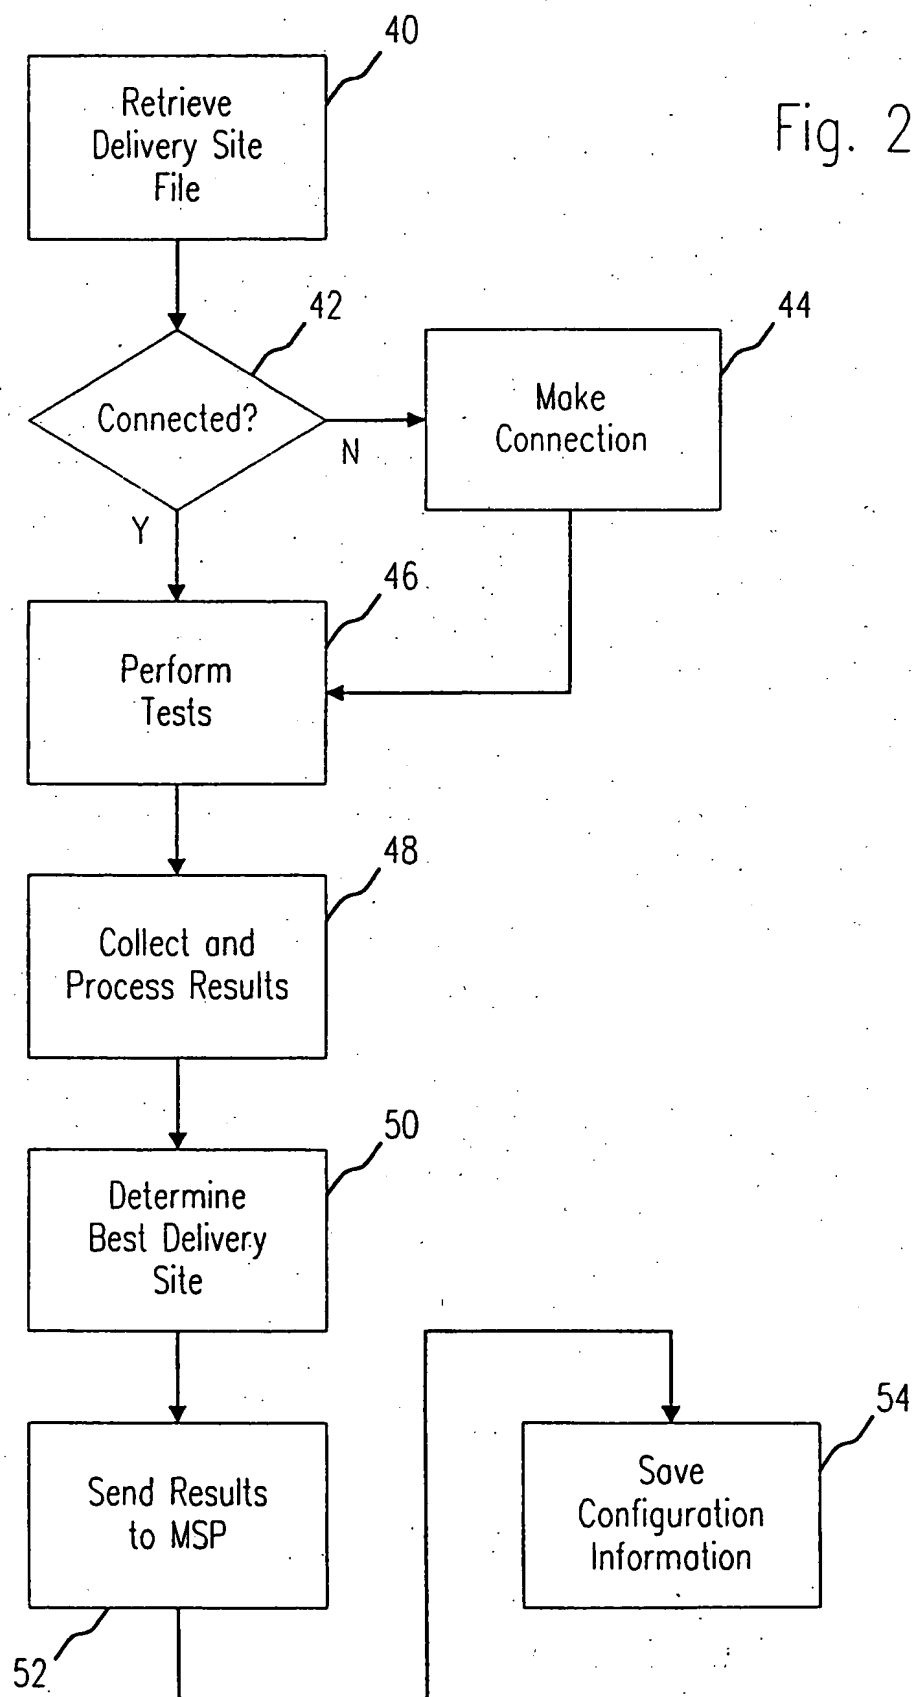 40
Retrieve
Delivery Site
File
Fig. 2
42
Connected?
N
44
Make
Connection
Y
46
Perform
Tests
48
Collect and
Process Results
50
Determine
Best Delivery
Site
Send Results
to MSP
52
54
Save
Configuration
Information